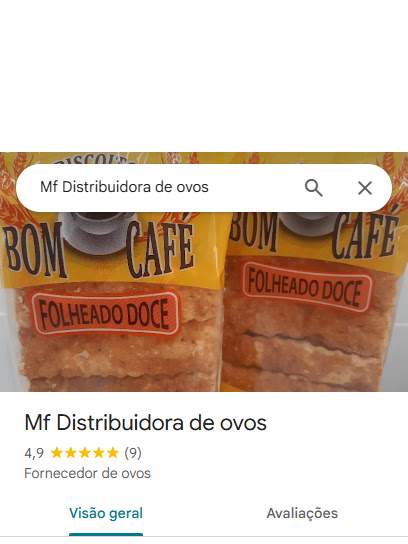 BISCOITO
Mf Distribuidora de ovos
BOM CAFÉ
BOM CAFÉ
FOLHEADO DOCE
FOLHEADO DOCE
Mf Distribuidora de ovos
4,9 (9)
Fornecedor de ovos
Visão geral
Avaliações